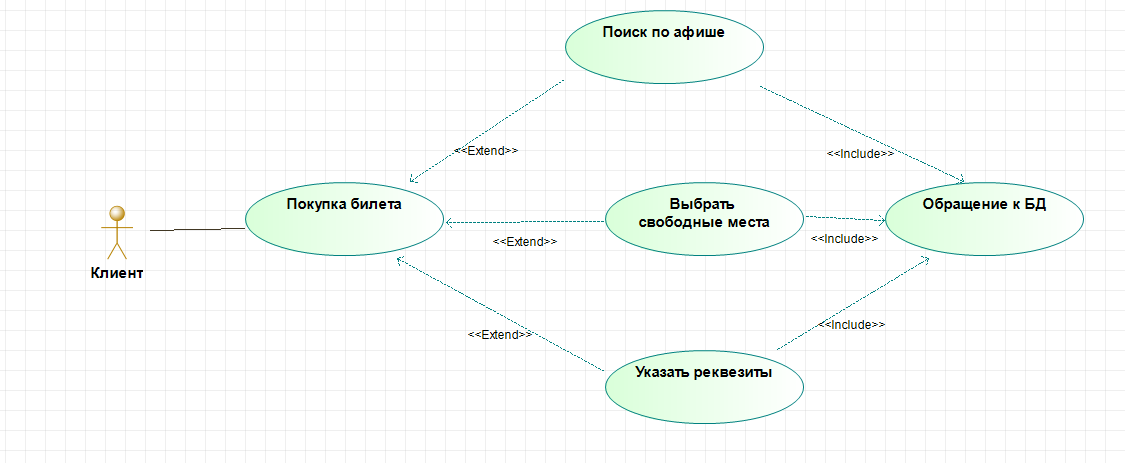 Поиск по афише
<<Extend>>
<<Include>>
Покупка билета
Выбрать
свободные места
Обращение к БД
<<Extend>>
<<Include>>
Клиент
<<Extend>>
<<Include>>
Указать реквезиты